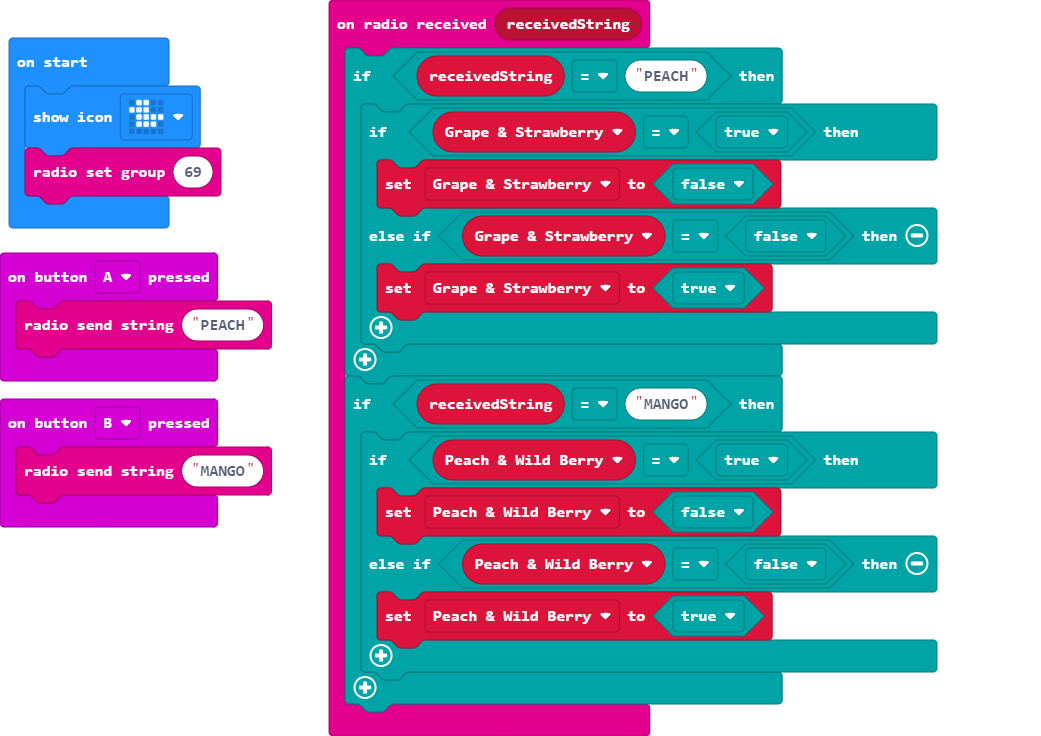 on start
show icon
radio set group 69
on button A pressed
radio send string "PEACH"
on button B pressed
radio send string "MANGO"
on radio received receivedString
if receivedString = "PEACH" then
if Grape & Strawberry = true then
set Grape & Strawberry to false
else if Grape & Strawberry = false then
set Grape & Strawberry to true
if receivedString = "MANGO" then
if Peach & Wild Berry = true then
set Peach & Wild Berry to false
else if Peach & Wild Berry = false then
set Peach & Wild Berry to true